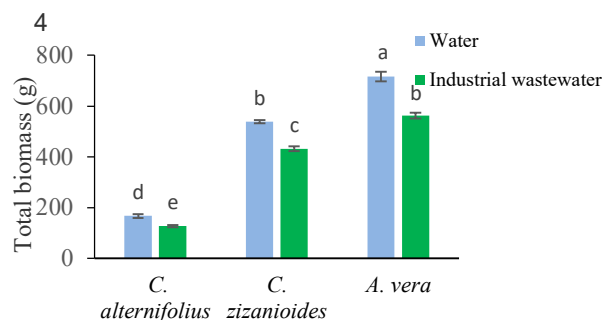 4
Water
Industrial wastewater
Total biomass (g)
800
600
400
200
0
d
e
b
c
a
b
C. alternifolius
C. zizanioides
A. vera